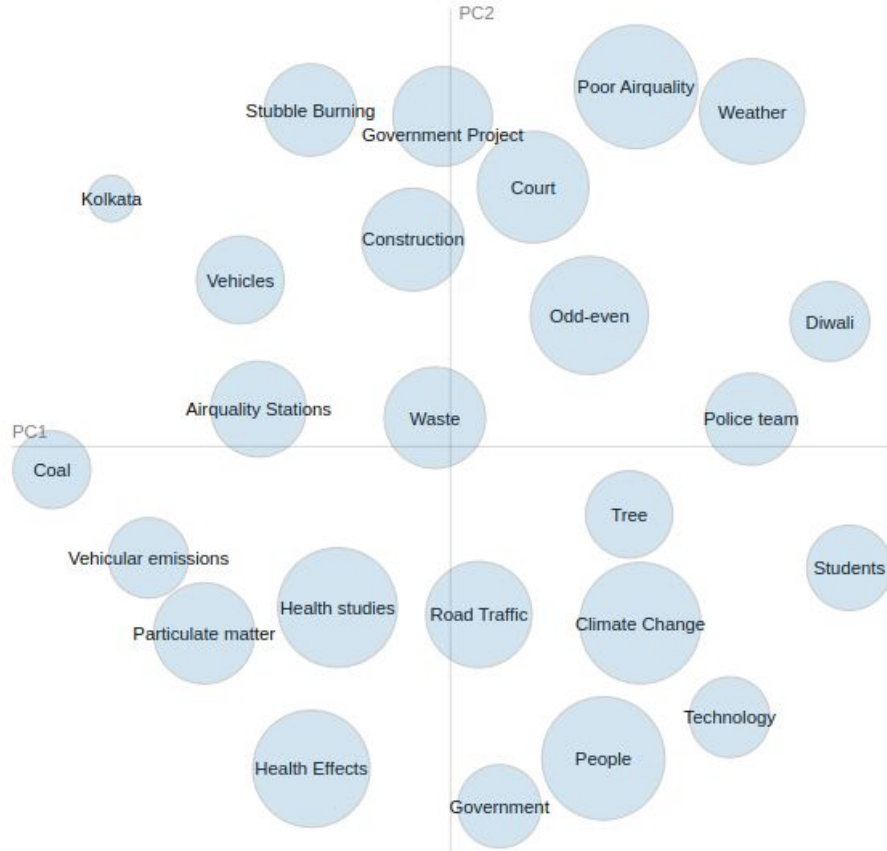 PC2
Poor Airquality
Stubble Burning
Weather
Government Project
Court
Kolkata
Construction
Vehicles
Odd-even
Diwali
Airquality Stations
Waste
Police team
PC1
Coal
Tree
Vehicular emissions
Students
Health studies
Road Traffic
Climate Change
Particulate matter
Technology
People
Health Effects
Government